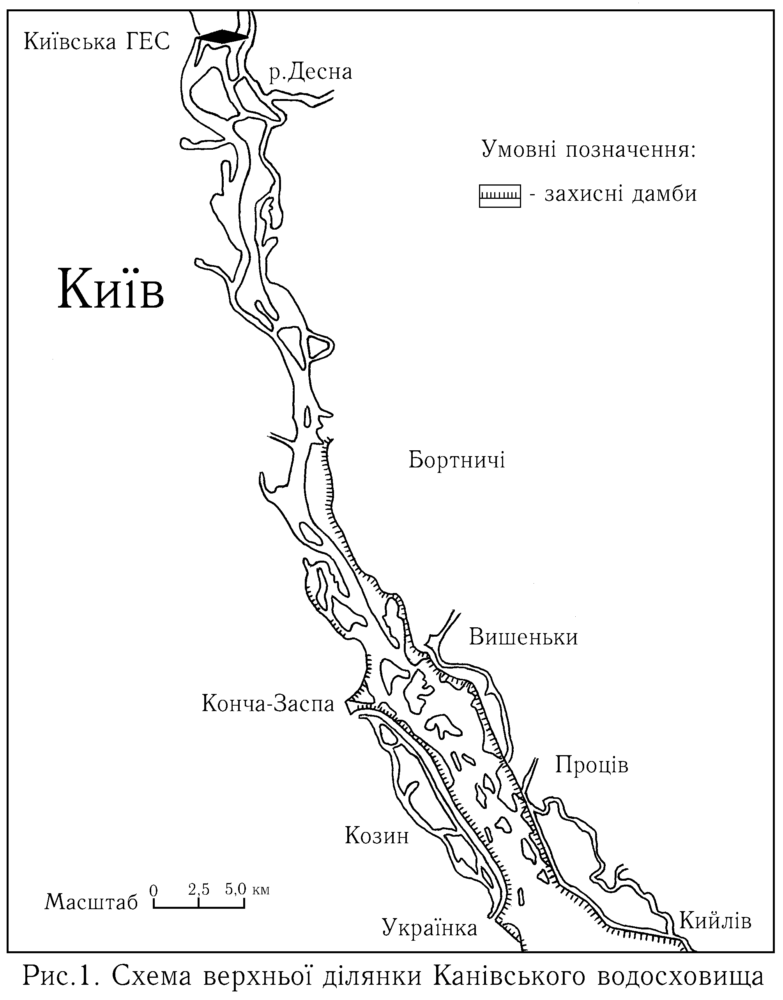 Київська ГЕС
р.Десна
Умовні позначення:
- захисні дамби
Київ
Бортничі
Вишеньки
Конча-Заспа
Проців
Козин
Масштаб 0 2,5 5,0 км
Українка
Кийлів
Рис.1. Схема верхньої ділянки Канівського водосховища